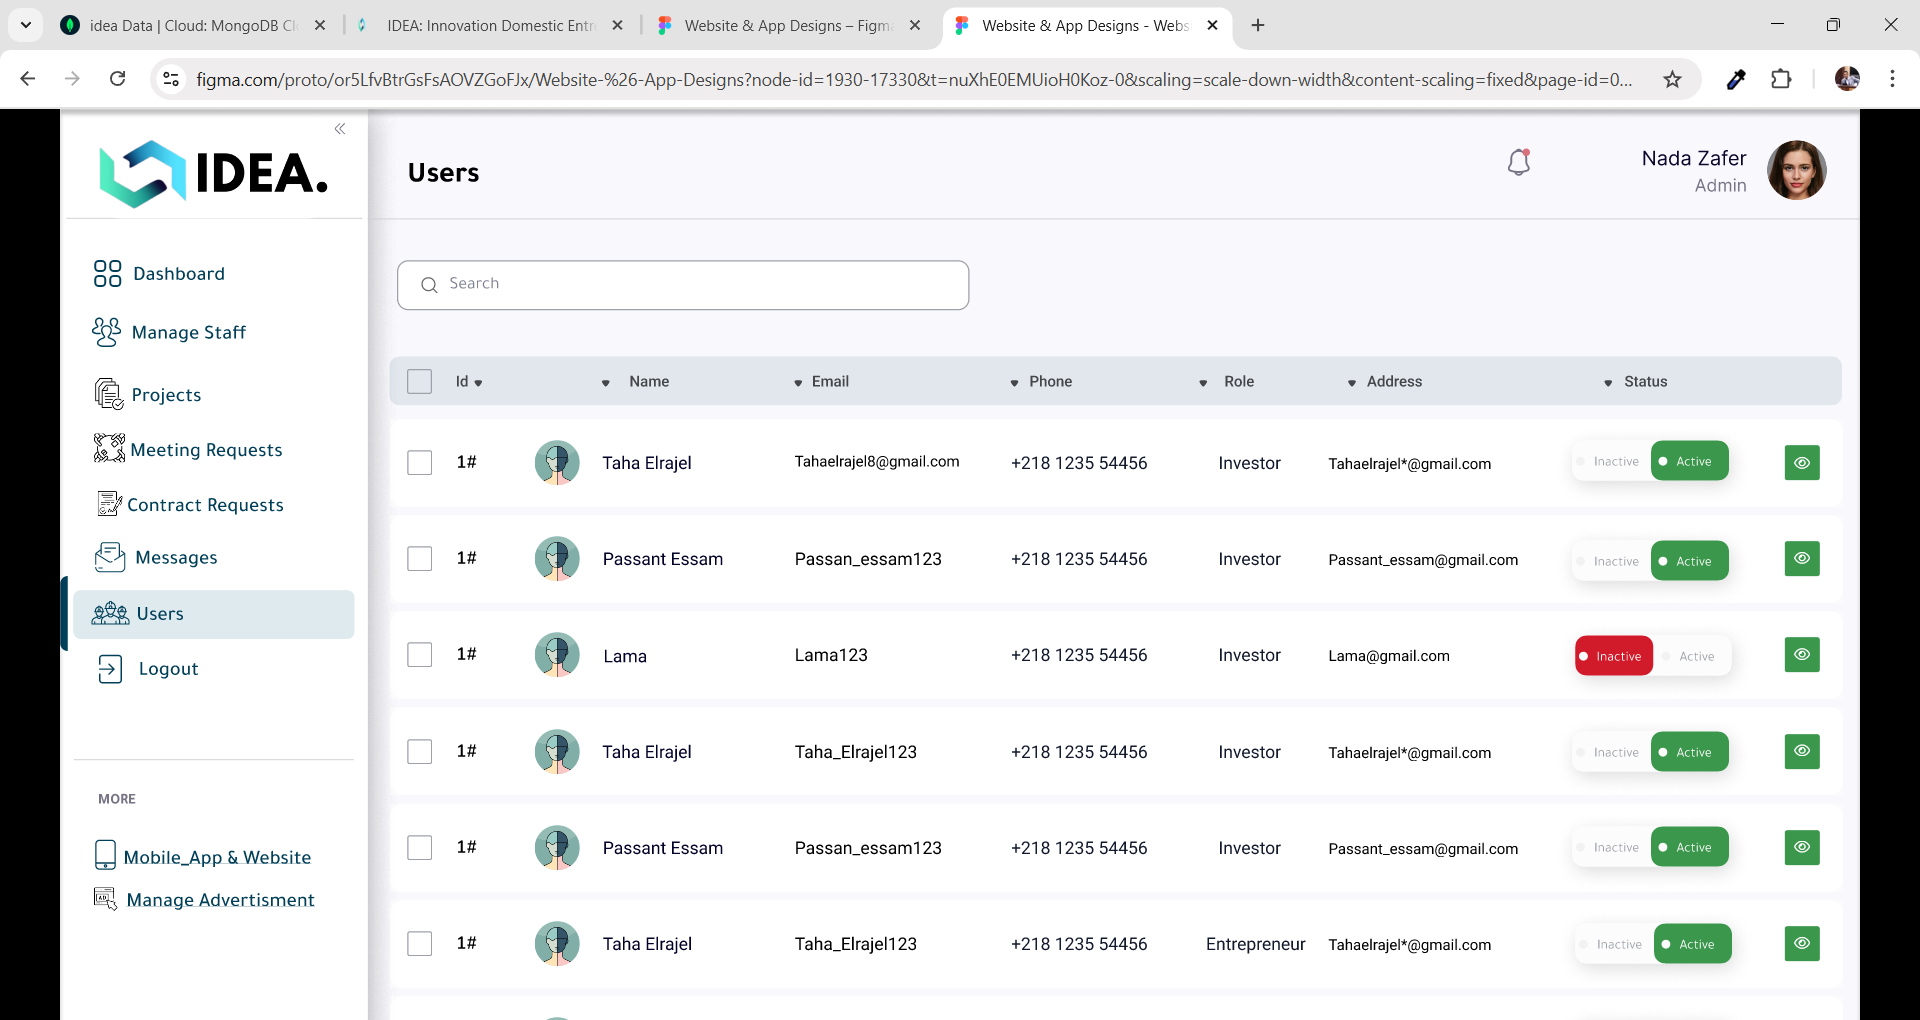 idea Data | Cloud: MongoDB Cl
IDEA: Innovation Domestic Entre
Website & App Designs – Figma
Website & App Designs - Webs
figma.com/proto/or5LfvBtrGsFsAOVZGoFJx/Website-%26-App-Designs?node-id=1930-17330&t=nuXhE0EMUioH0Koz-0&scaling=scale-down-width&content-scaling=fixed&page-id=0...
IDEA.
Users
Nada Zafer
Admin
Dashboard
Manage Staff
Projects
Meeting Requests
Contract Requests
Messages
Users
Logout
MORE
Mobile_App & Website
Manage Advertisment
Search
Id Name Email Phone Role Address Status
1# Taha Elrajel Tahaelrajel8@gmail.com +218 1235 54456 Investor Tahaelrajel*@gmail.com Inactive Active
1# Passant Essam Passan_essam123 +218 1235 54456 Investor Passant_essam@gmail.com Inactive Active
1# Lama Lama123 +218 1235 54456 Investor Lama@gmail.com Inactive Active
1# Taha Elrajel Taha_Elrajel123 +218 1235 54456 Investor Tahaelrajel*@gmail.com Inactive Active
1# Passant Essam Passan_essam123 +218 1235 54456 Investor Passant_essam@gmail.com Inactive Active
1# Taha Elrajel Taha_Elrajel123 +218 1235 54456 Entrepreneur Tahaelrajel*@gmail.com Inactive Active